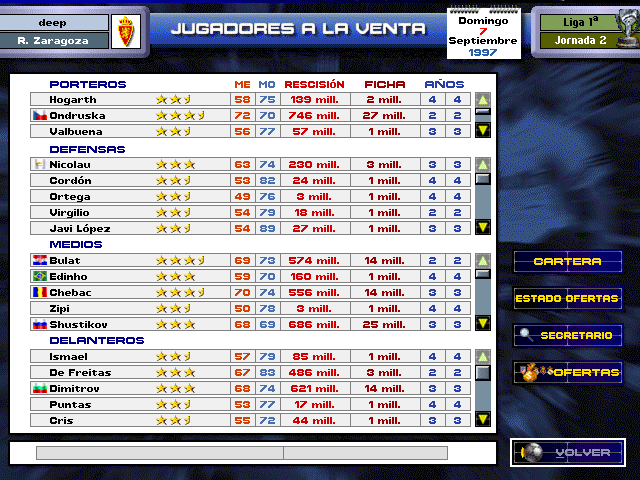 deep
R. Zaragoza
JUGADORES A LA VENTA
Domingo
7
Septiembre
1997
Liga 1ª
Jornada 2
PORTEROS ME MO RESCISIÓN FICHA AÑOS
Hogarth 58 75 139 mill. 2 mill. 4 4
Ondruska 72 70 746 mill. 27 mill. 2 2
Valbuena 56 77 57 mill. 1 mill. 3 3
DEFENSAS
Nicolau 63 74 230 mill. 3 mill. 3 3
Cordón 53 82 24 mill. 1 mill. 3 3
Ortega 49 76 3 mill. 1 mill. 3 3
Virgilio 54 79 18 mill. 1 mill. 2 2
Javi López 54 89 27 mill. 1 mill. 3 3
MEDIOS
Bulat 69 73 574 mill. 14 mill. 2 2
Edinho 59 70 160 mill. 1 mill. 4 4
Chebac 70 74 556 mill. 14 mill. 3 3
Zipi 50 78 3 mill. 1 mill. 3 3
Shustikov 68 69 686 mill. 25 mill. 3 3
DELANTEROS
Ismael 57 79 85 mill. 1 mill. 4 4
De Freitas 67 83 486 mill. 3 mill. 2 2
Dimitrov 68 74 621 mill. 14 mill. 3 3
Puntas 53 77 17 mill. 1 mill. 4 4
Cris 55 72 44 mill. 1 mill. 3 3
CARTERA
ESTADO OFERTAS
SECRETARIO
OFERTAS
VOLVER